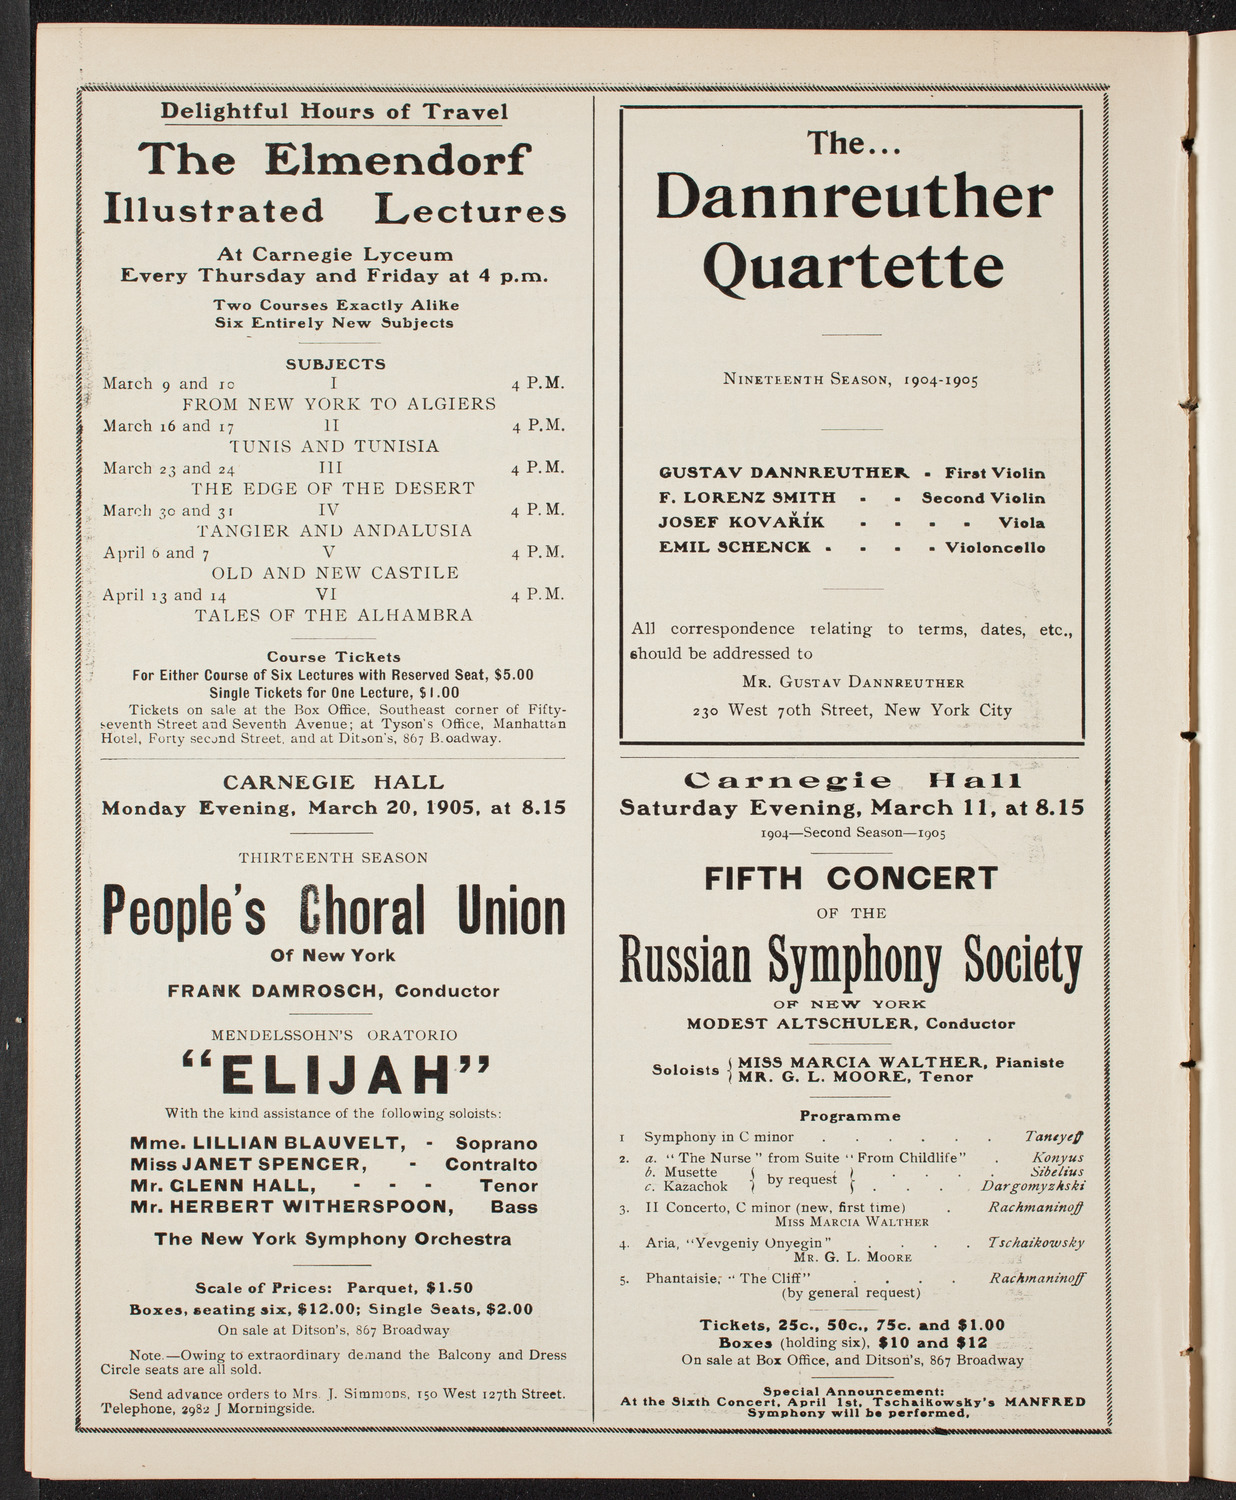 Delightful Hours of Travel
The Elmendorf
Illustrated Lectures
At Carnegie Lyceum
Every Thursday and Friday at 4 p.m.
Two Courses Exactly Alike
Six Entirely New Subjects
SUBJECTS
March 9 and 10 I 4 P.M.
FROM NEW YORK TO ALGIERS
March 16 and 17 II 4 P.M.
TUNIS AND TUNISIA
March 23 and 24 III 4 P.M.
THE EDGE OF THE DESERT
March 30 and 31 IV 4 P.M.
TANGIER AND ANDALUSIA
April 6 and 7 V 4 P.M.
OLD AND NEW CASTILE
April 13 and 14 VI 4 P.M.
TALES OF THE ALHAMBRA
Course Tickets
For Either Course of Six Lectures with Reserved Seat, $5.00
Single Tickets for One Lecture, $1.00
Tickets on sale at the Box Office, Southeast corner of Fifty-
seventh Street and Seventh Avenue; at Tyson's Office, Manhattan
Hotel, Forty second Street, and at Ditson's, 867 B.oadway.
CARNEGIE HALL
Monday Evening, March 20, 1905, at 8.15
THIRTEENTH SEASON
People's Choral Union
Of New York
FRANK DAMROSCH, Conductor
MENDELSSOHN'S ORATORIO
"ELIJAH"
With the kind assistance of the following soloists:
Mme. LILLIAN BLAUVELT, - Soprano
Miss JANET SPENCER, - Contralto
Mr. GLENN HALL, - - - Tenor
Mr. HERBERT WITHERSPOON, Bass
The New York Symphony Orchestra
Scale of Prices: Parquet, $1.50
Boxes, seating six, $12.00; Single Seats, $2.00
On sale at Ditson's, 867 Broadway
Note.—Owing to extraordinary demand the Balcony and Dress
Circle seats are all sold.
Send advance orders to Mrs. J. Simmons, 150 West 127th Street.
Telephone, 2982 J Morningside.
The...
Dannreuther
Quartette
NINETEENTH SEASON, 1904-1905
GUSTAV DANNREUTHER - First Violin
F. LORENZ SMITH - - Second Violin
JOSEF KOVAŘÍK - - - - Viola
EMIL SCHENCK - - - - Violoncello
All correspondence relating to terms, dates, etc.,
should be addressed to
MR. GUSTAV DANNREUTHER
230 West 70th Street, New York City
Carnegie Hall
Saturday Evening, March 11, at 8.15
1904—Second Season—1905
FIFTH CONCERT
OF THE
Russian Symphony Society
OF NEW YORK
MODEST ALTSCHULER, Conductor
Soloists { MISS MARCIA WALTHER, Pianiste
{ MR. G. L. MOORE, Tenor
Programme
1 Symphony in C minor . . . . . . Taneyeff
2. a. "The Nurse" from Suite "From Childlife" . Konyus
b. Musette { by request } . . . . Sibelius
c. Kazachok . . . Dargomyzhski
3. II Concerto, C minor (new, first time) . Rachmaninoff
MISS MARCIA WALTHER
4. Aria, "Yevgeniy Onyegin" . . . . Tschaikowsky
MR. G. L. MOORE
5. Phantaisie, "The Cliff" . . . . Rachmaninoff
(by general request)
Tickets, 25c., 50c., 75c. and $1.00
Boxes (holding six), $10 and $12
On sale at Box Office, and Ditson's, 867 Broadway
Special Announcement:
At the Sixth Concert, April 1st, Tschaikowsky's MANFRED
Symphony will be performed.